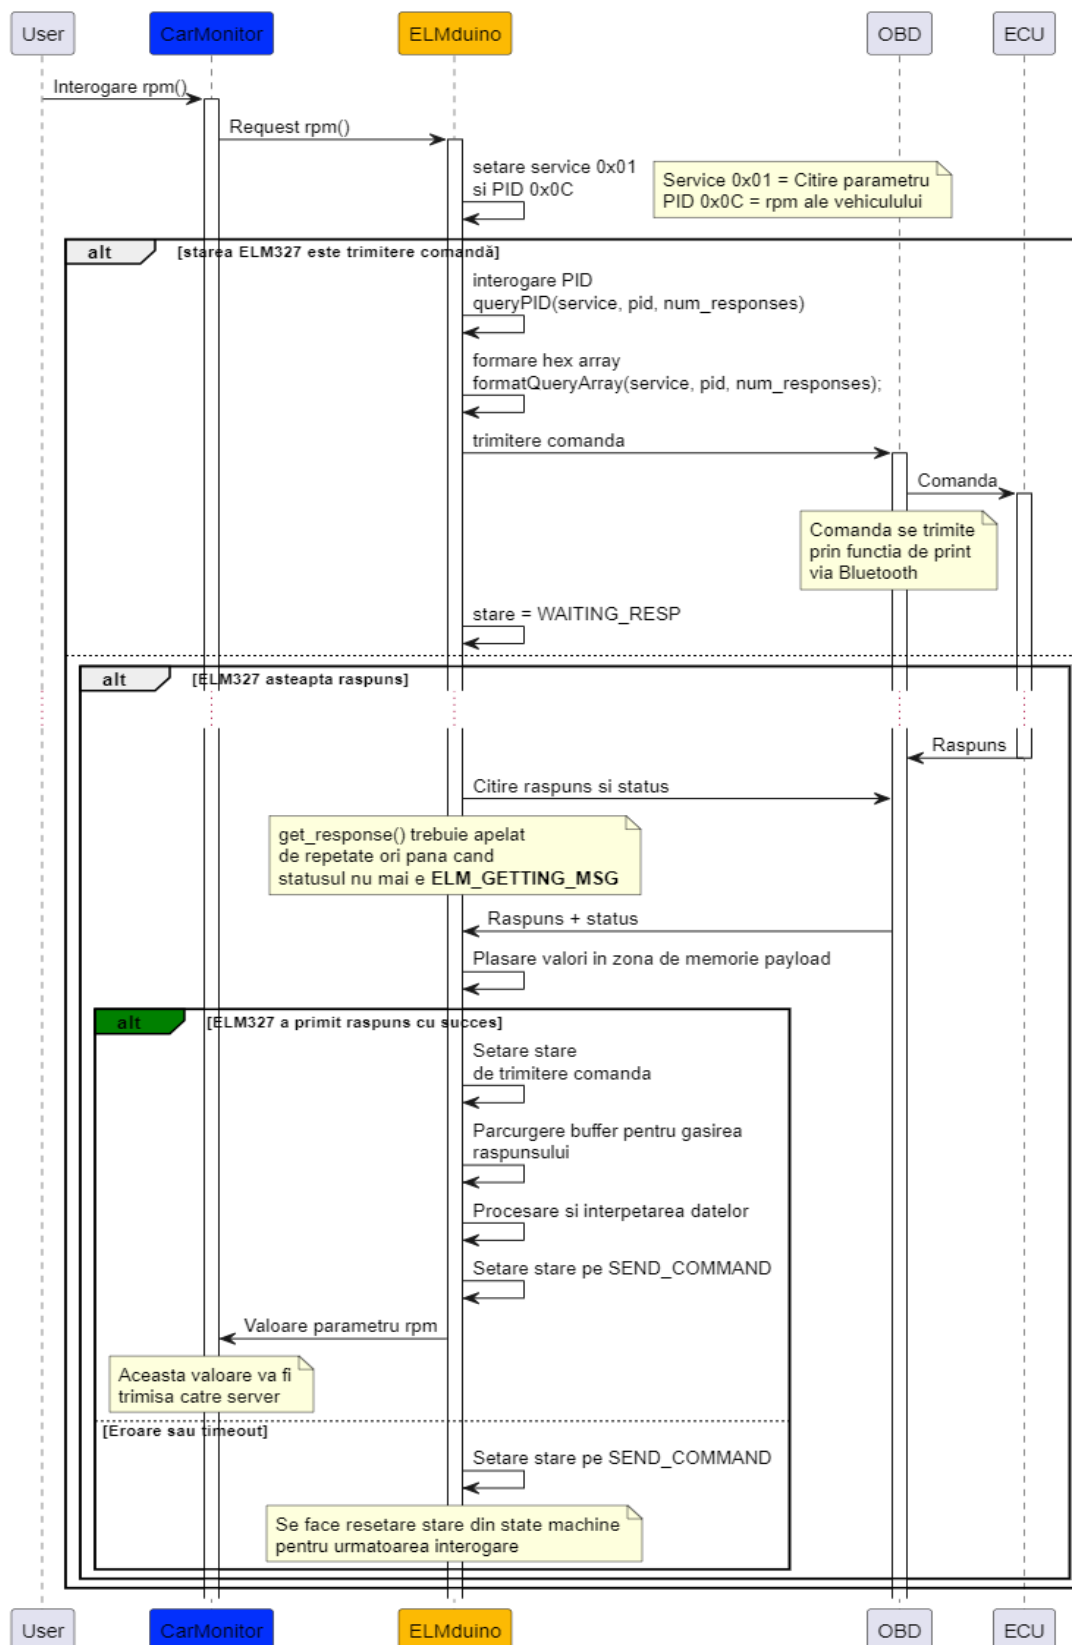 User
CarMonitor
ELMduino
OBD
ECU
Interogare rpm()
Request rpm()
setare service 0x01
si PID 0x0C
Service 0x01 = Citire parametru
PID 0x0C = rpm ale vehiculului
alt
[starea ELM327 este trimitere comandă]
interogare PID
queryPID(service, pid, num_responses)
formare hex array
formatQueryArray(service, pid, num_responses);
trimitere comanda
Comanda
Comanda se trimite
prin functia de print
via Bluetooth
stare = WAITING_RESP
alt
[ELM327 asteapta raspuns]
Raspuns
Citire raspuns si status
get_response() trebuie apelat
de repetate ori pana cand
statusul nu mai e ELM_GETTING_MSG
Raspuns + status
Plasare valori in zona de memorie payload
alt
[ELM327 a primit raspuns cu succes]
Setare stare
de trimitere comanda
Parcurgere buffer pentru gasirea
raspunsului
Procesare si interpetarea datelor
Setare stare pe SEND_COMMAND
Valoare parametru rpm
Aceasta valoare va fi
trimisa catre server
[Eroare sau timeout]
Setare stare pe SEND_COMMAND
Se face resetare stare din state machine
pentru urmatoarea interogare
User
CarMonitor
ELMduino
OBD
ECU